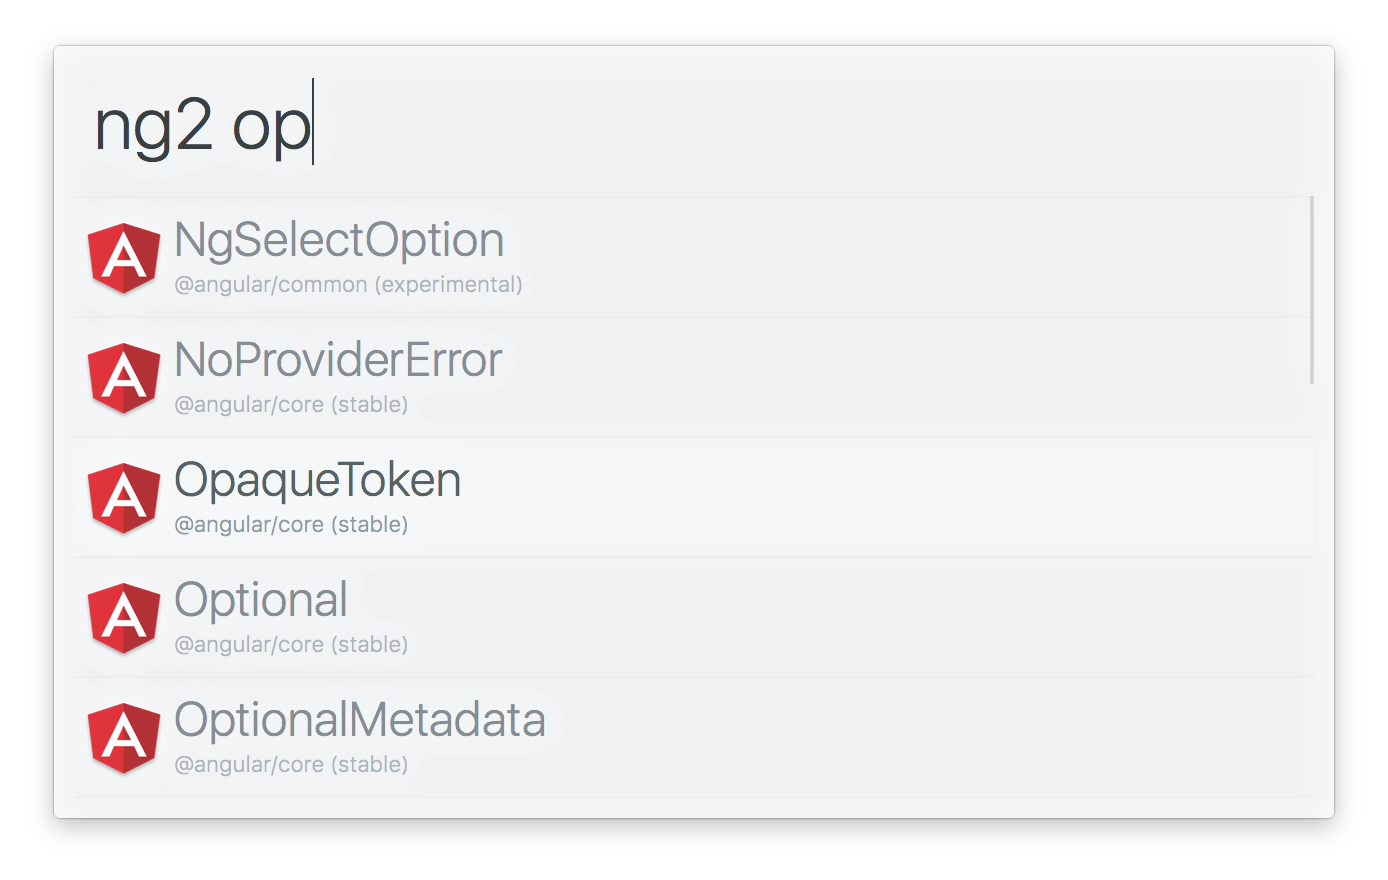 ng2 op
NgSelectOption
@angular/common (experimental)
NoProviderError
@angular/core (stable)
OpaqueToken
@angular/core (stable)
Optional
@angular/core (stable)
OptionalMetadata
@angular/core (stable)